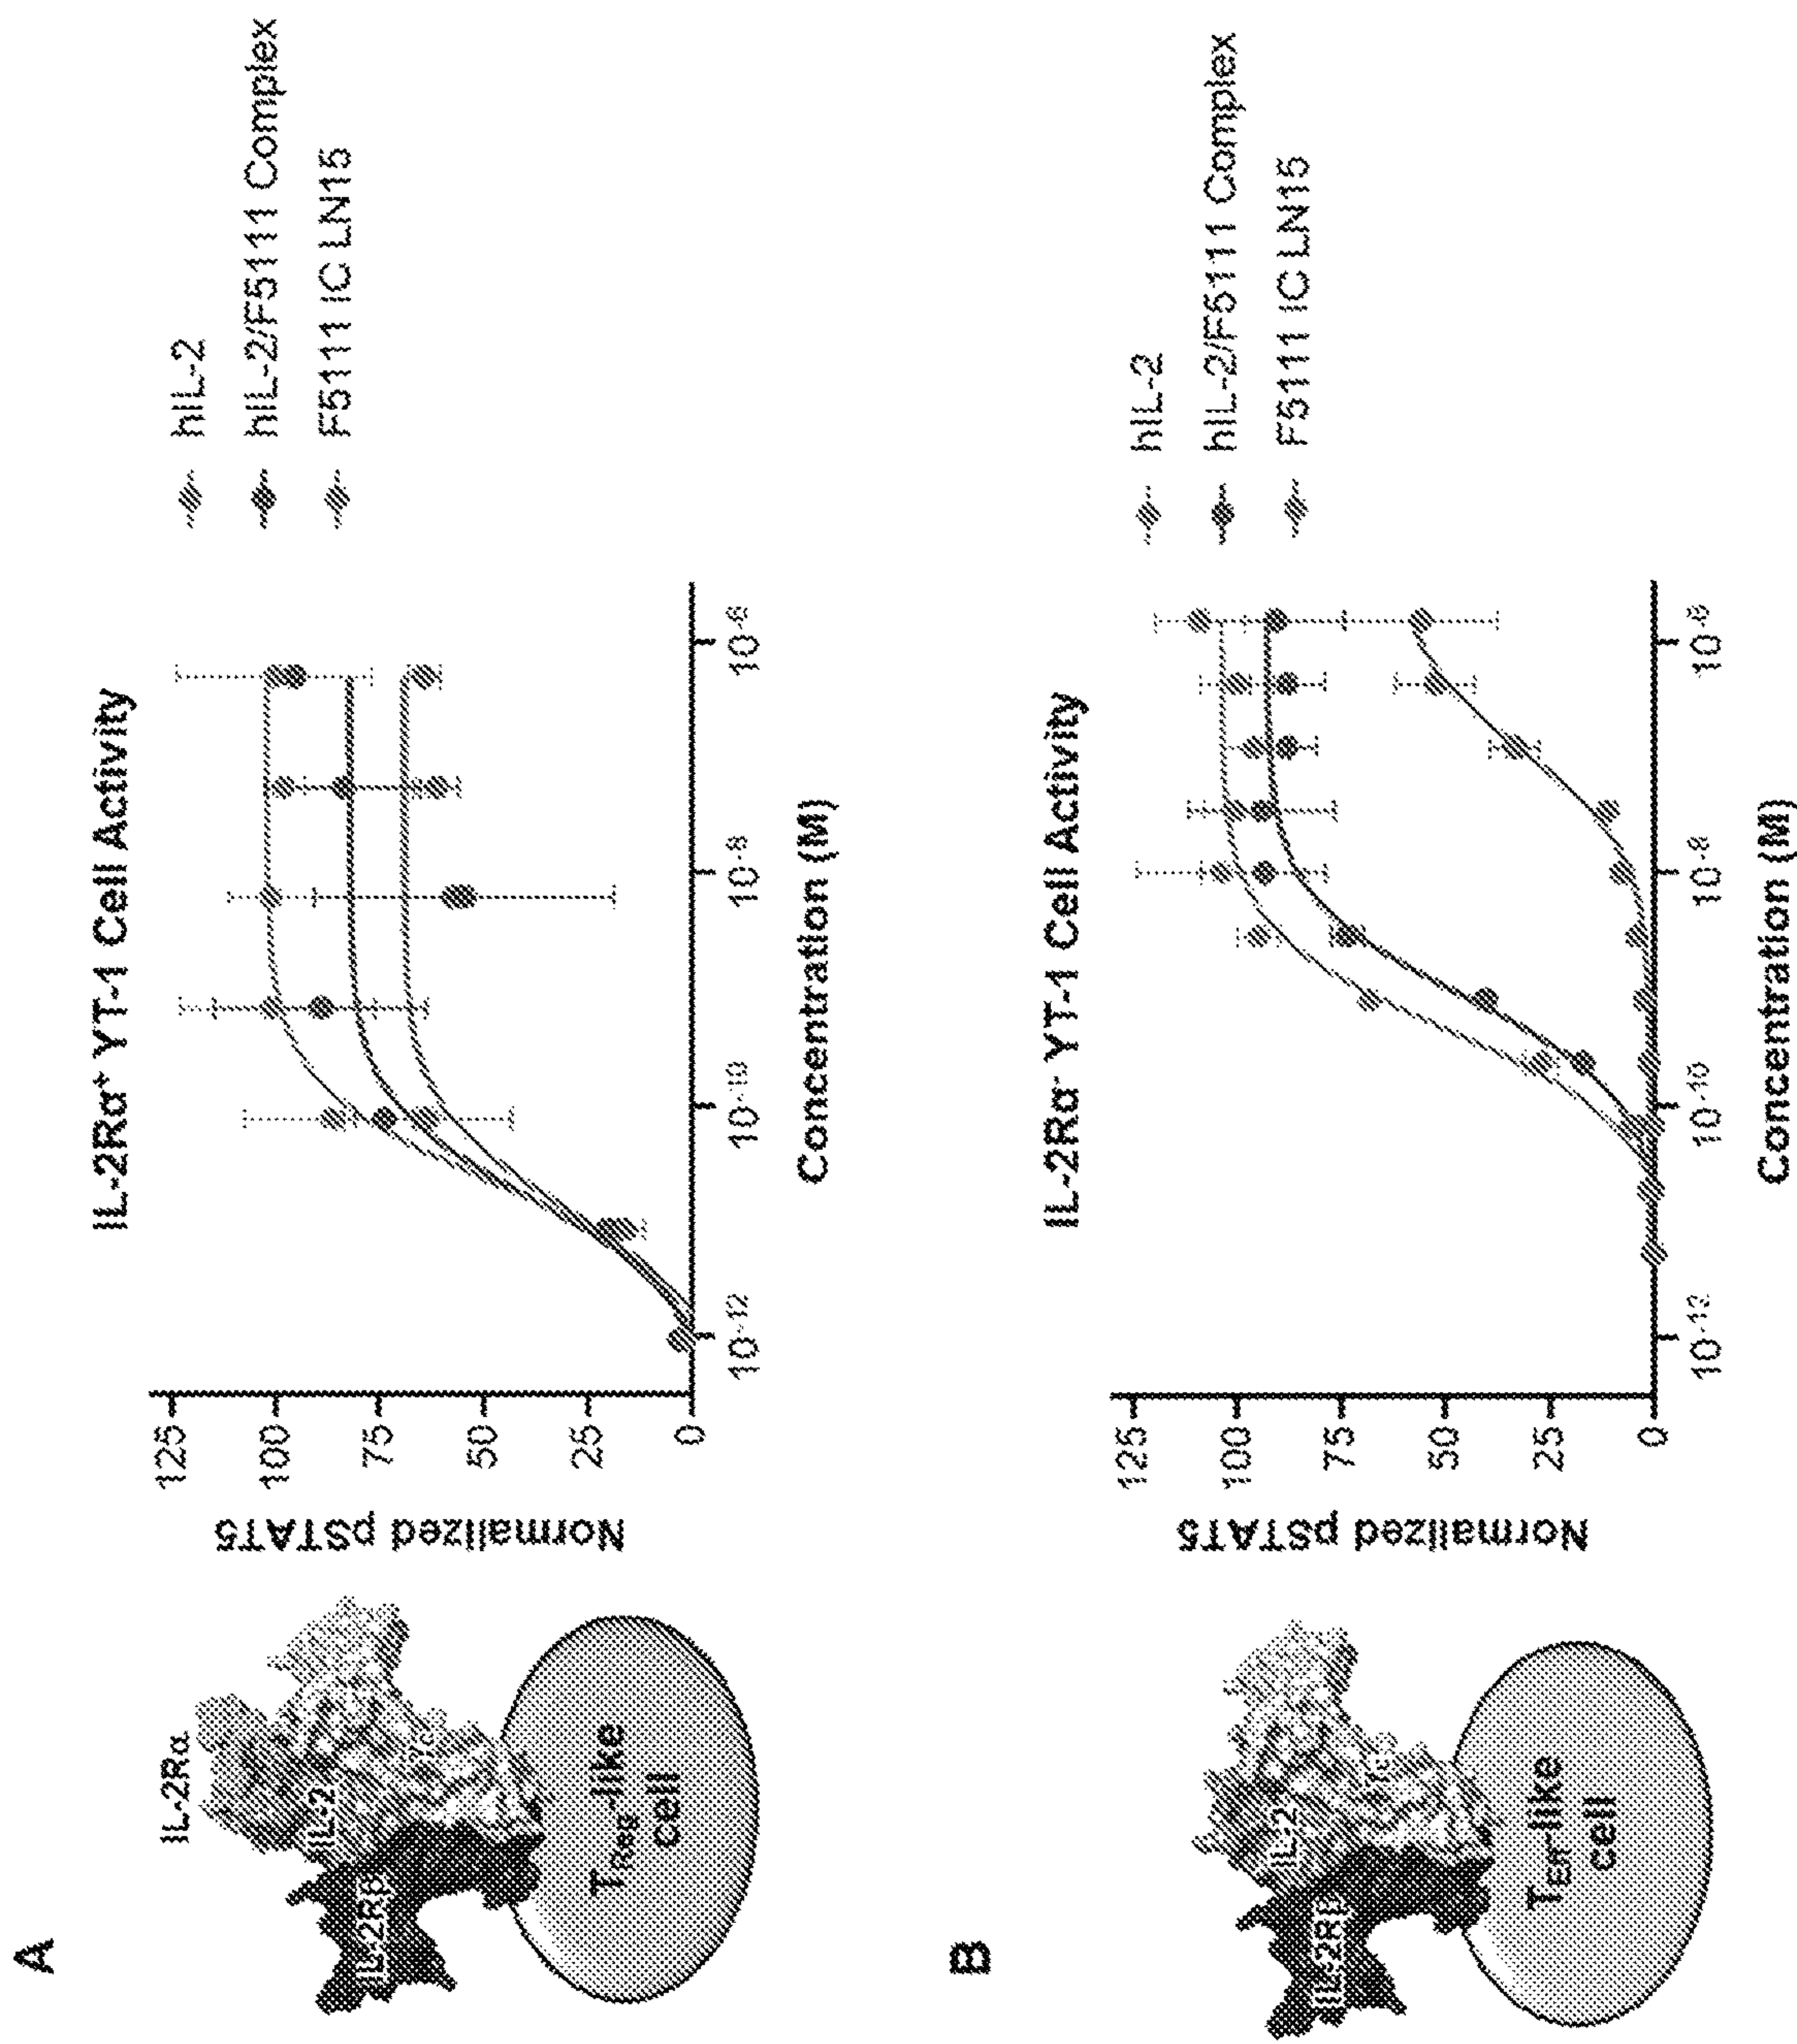 A
IL-2Rα
IL-2
IL-2Rβ
γc
TReg-like
cell
IL-2Rα⁺ YT-1 Cell Activity
Normalized pSTAT5
125
100
75
50
25
0
10⁻¹²
10⁻¹⁰
10⁻⁸
10⁻⁶
Concentration (M)
hIL-2
hIL-2/F5111 Complex
F5111 IC LN15
B
IL-2
IL-2Rβ
γc
TEff-like
cell
IL-2Rα⁻ YT-1 Cell Activity
Normalized pSTAT5
125
100
75
50
25
0
10⁻¹²
10⁻¹⁰
10⁻⁸
10⁻⁶
Concentration (M)
hIL-2
hIL-2/F5111 Complex
F5111 IC LN15